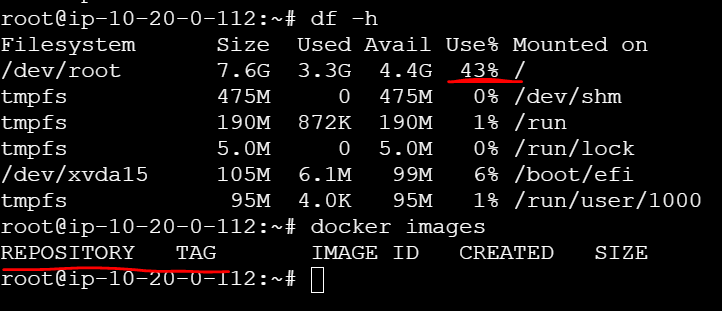 root@ip-10-20-0-112:~# df -h
Filesystem      Size  Used Avail Use% Mounted on
/dev/root       7.6G  3.3G  4.4G  43% /
tmpfs           475M     0  475M   0% /dev/shm
tmpfs           190M  872K  190M   1% /run
tmpfs           5.0M     0  5.0M   0% /run/lock
/dev/xvda15     105M  6.1M   99M   6% /boot/efi
tmpfs            95M  4.0K   95M   1% /run/user/1000
root@ip-10-20-0-112:~# docker images
REPOSITORY   TAG       IMAGE ID   CREATED   SIZE
root@ip-10-20-0-112:~#